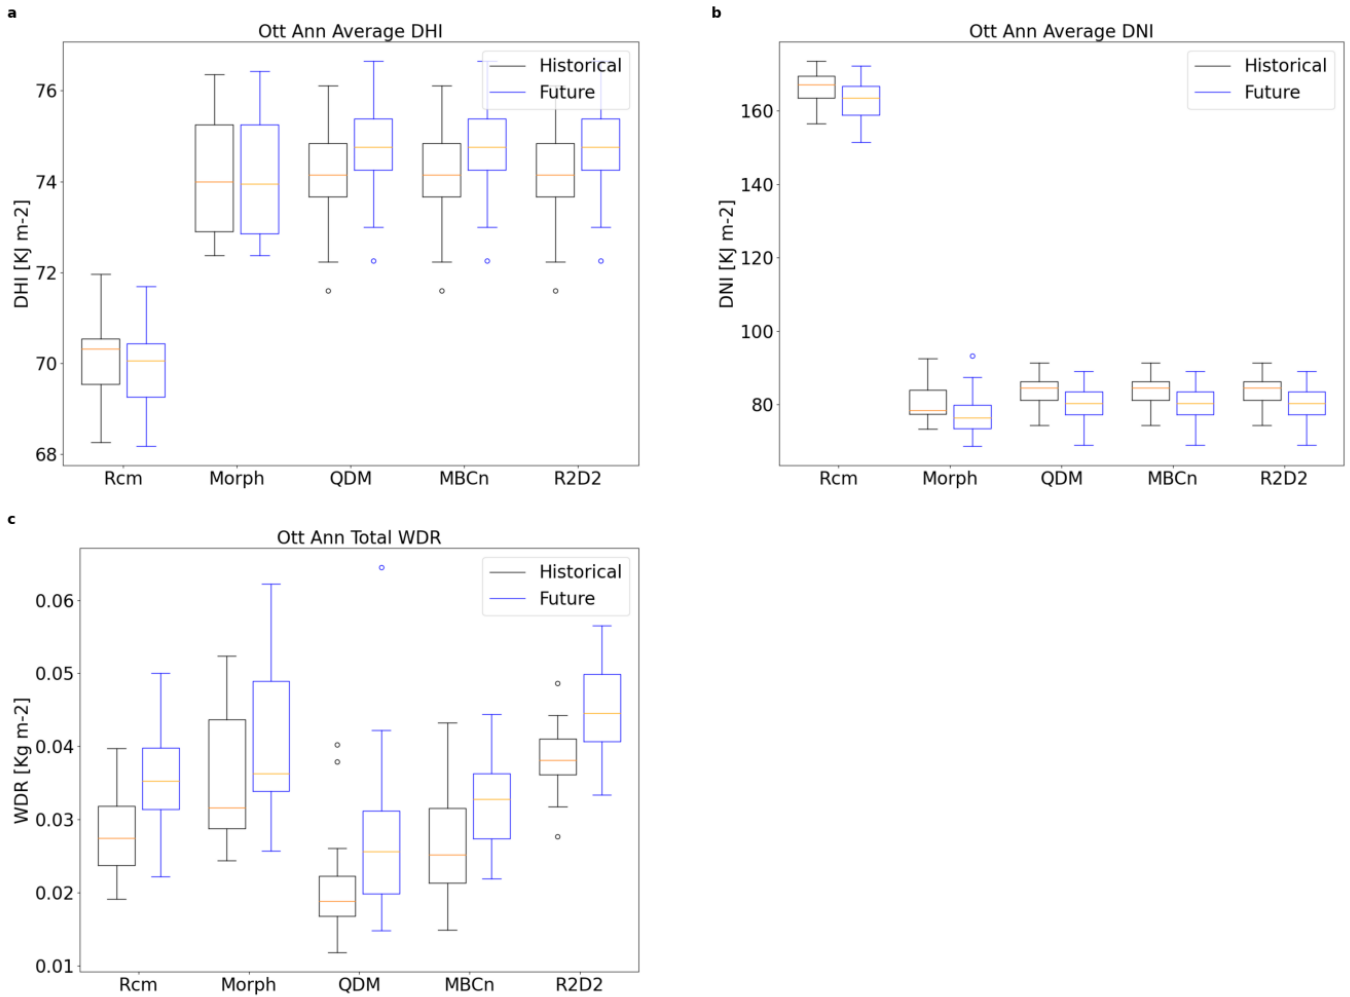 a
Ott Ann Average DHI
Historical
Future
76
74
72
70
68
DHI [KJ m-2]
Rcm Morph QDM MBCn R2D2
b
Ott Ann Average DNI
Historical
Future
160
140
120
100
80
DNI [KJ m-2]
Rcm Morph QDM MBCn R2D2
c
Ott Ann Total WDR
Historical
Future
0.06
0.05
0.04
0.03
0.02
0.01
WDR [Kg m-2]
Rcm Morph QDM MBCn R2D2